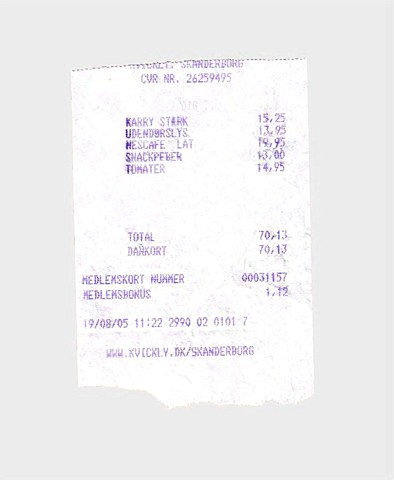 KVICKLY, SKANDERBORG
CVR NR. 26259495
KARRY STÆRK 15,25
UDENDØRSLYS 13,95
NESCAFE LAT 19,95
SNACKPEBER 13,00
TOMATER 14,95
TOTAL 70,13
DANKORT 70,13
MEDLEMSKORT NUMMER 00031157
MEDLEMSBONUS 1,12
19/08/05 11:22 2990 02 0101 7
WWW.KVICKLY.DK/SKANDERBORG